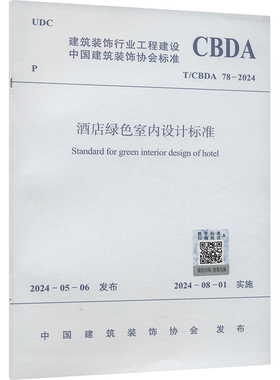 UDC
建筑装饰行业工程建设
中国建筑装饰协会标准
CBDA
P
T/CBDA 78-2024
酒店绿色室内设计标准
Standard for green interior design of hotel
2024-05-06 发布
2024-08-01 实施
中国建筑装饰协会 发布